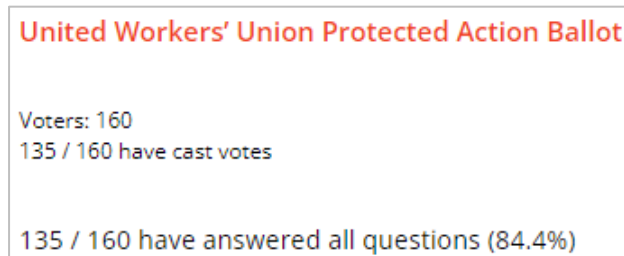 United Workers’ Union Protected Action Ballot
Voters: 160
135 / 160 have cast votes
135 / 160 have answered all questions (84.4%)